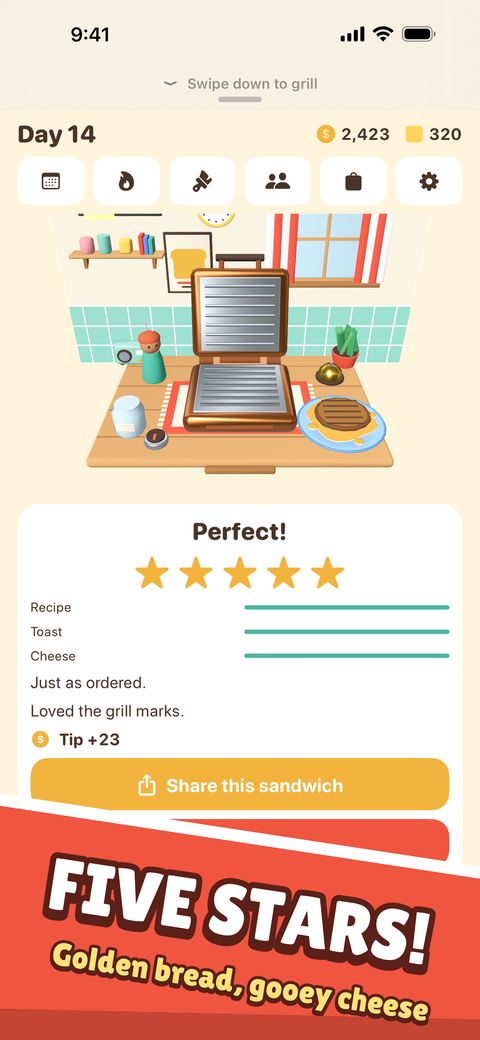 9:41
Swipe down to grill
Day 14
2,423
320
Perfect!
Recipe
Toast
Cheese
Just as ordered.
Loved the grill marks.
$ Tip +23
Share this sandwich
FIVE STARS!
Golden bread, gooey cheese